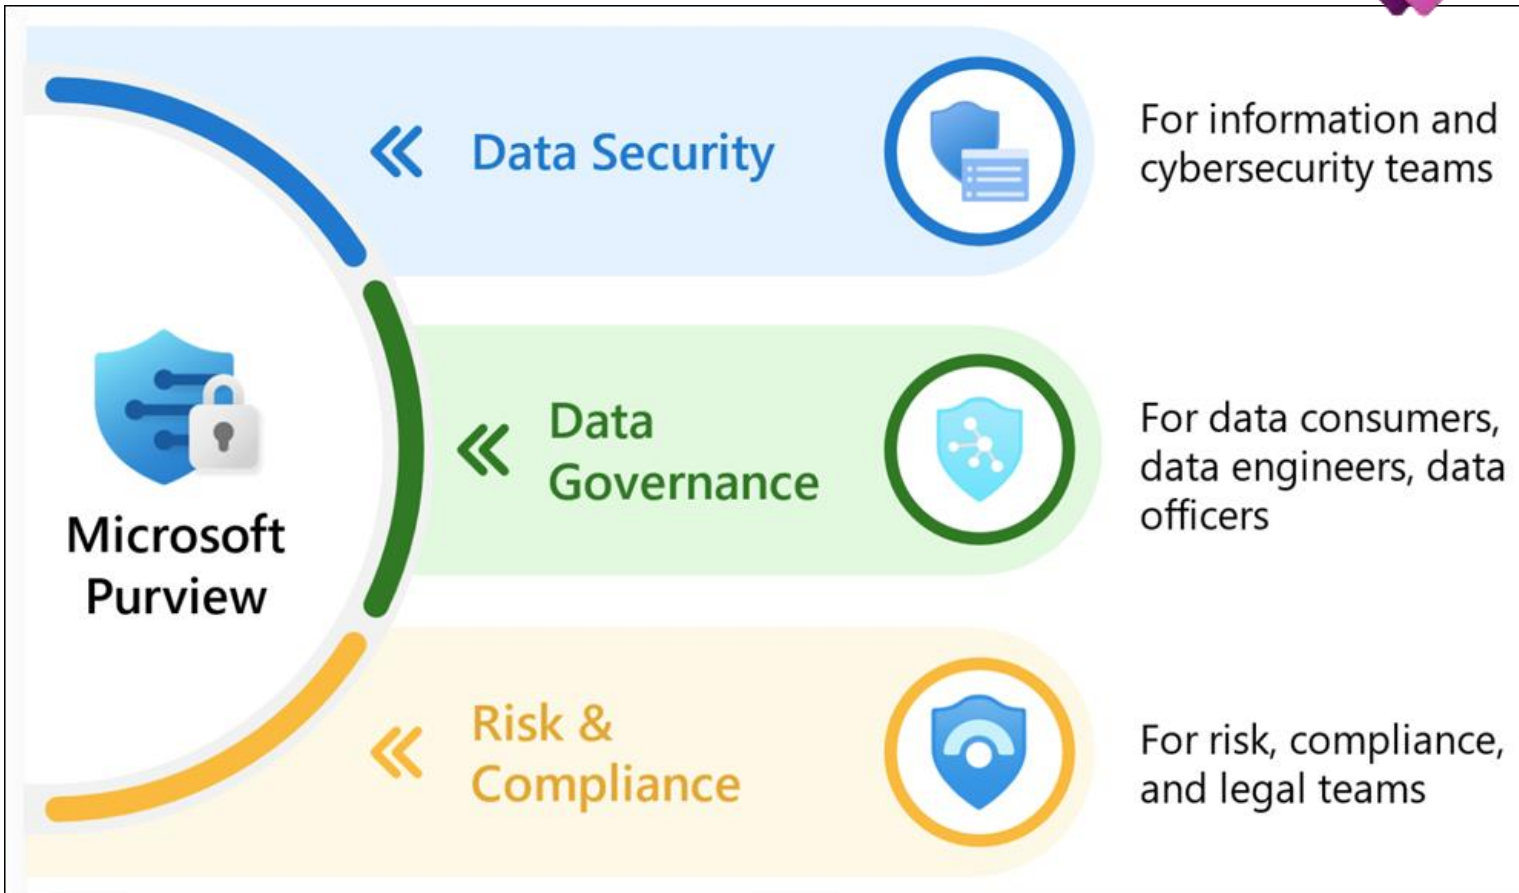 Data Security
For information and
cybersecurity teams
Microsoft
Purview
Data
Governance
For data consumers,
data engineers, data
officers
Risk &
Compliance
For risk, compliance,
and legal teams